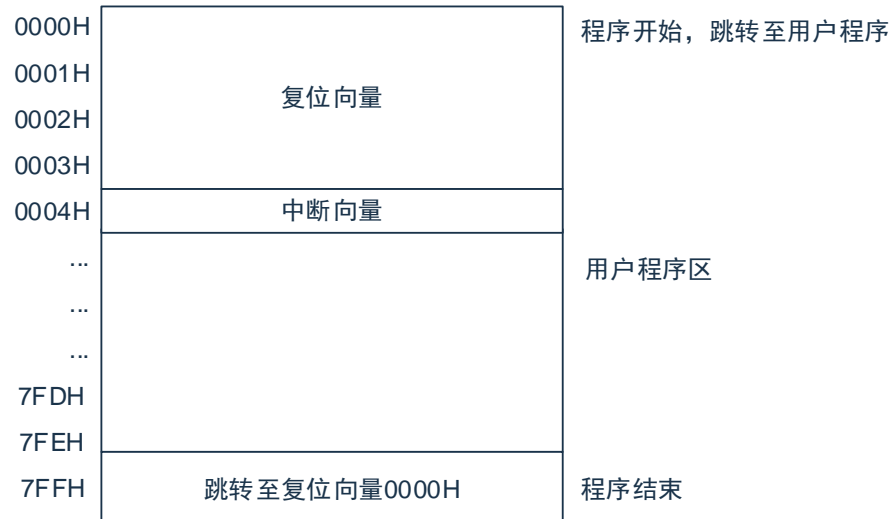 0000H 程序开始，跳转至用户程序
0001H
复位向量
0002H
0003H
0004H 中断向量
... 用户程序区
...
...
7FDH
7FEH
7FFH 跳转至复位向量0000H 程序结束